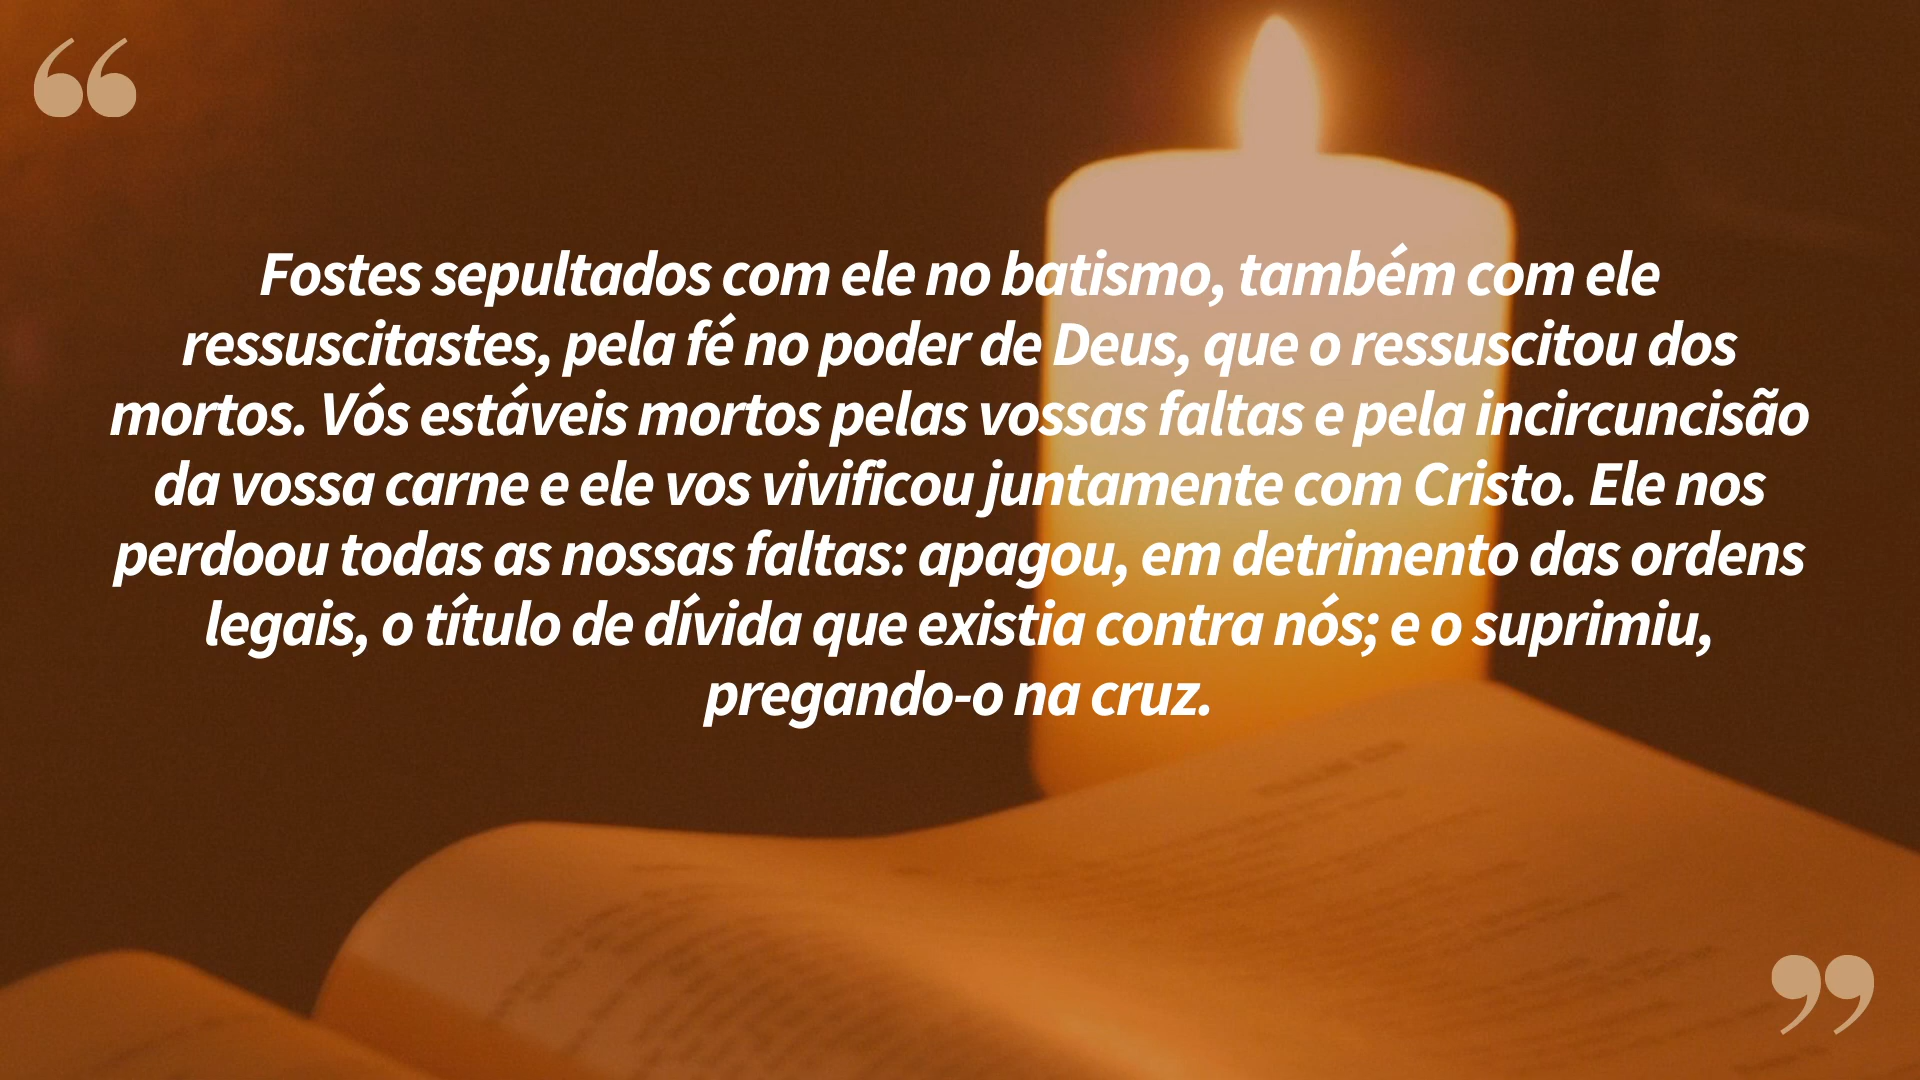 “
Fostes sepultados com ele no batismo, também com ele
ressuscitastes, pela fé no poder de Deus, que o ressuscitou dos
mortos. Vós estáveis mortos pelas vossas faltas e pela incircuncisão
da vossa carne e ele vos vivificou juntamente com Cristo. Ele nos
perdoou todas as nossas faltas: apagou, em detrimento das ordens
legais, o título de dívida que existia contra nós; e o suprimiu,
pregando-o na cruz.
”